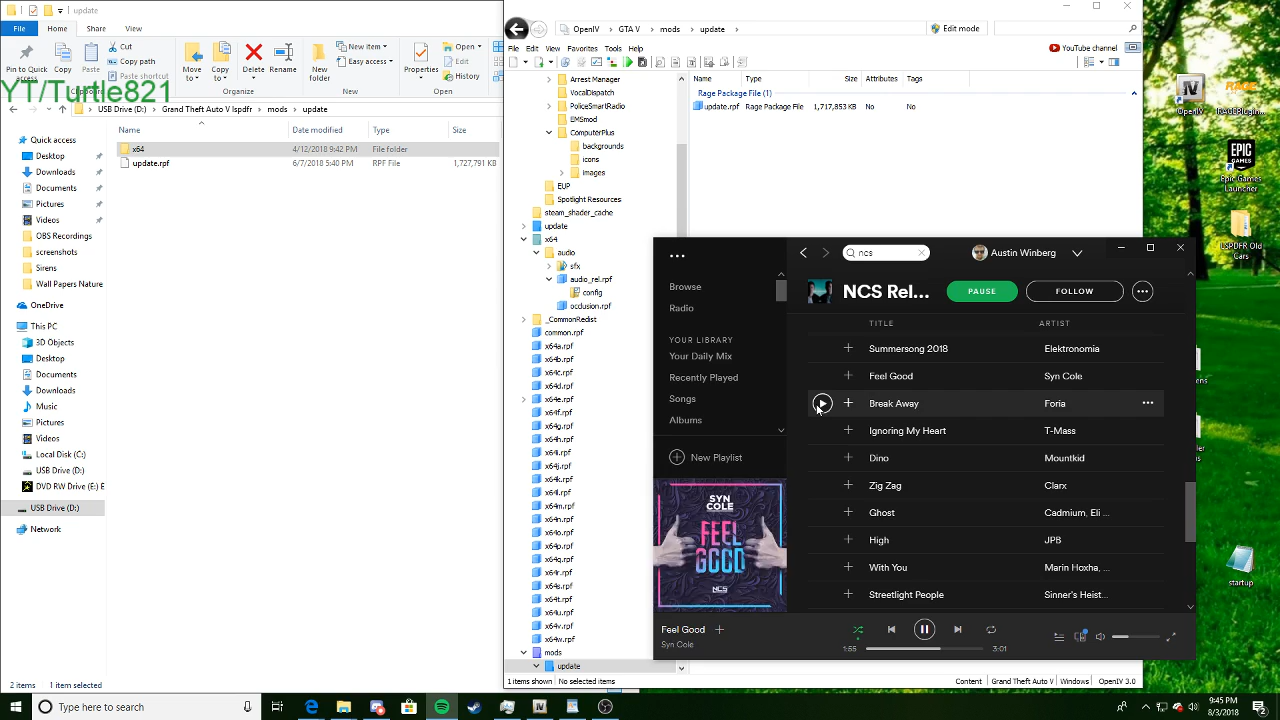 update
File Home Share View
Pin to Quick access
Copy
Paste
Cut
Copy path
Paste shortcut
Move to
Copy to
Delete
Rename
New folder
New item
Easy access
Properties
Open
Edit
History
Organize
New
Open
YT/Turtle821
USB Drive (D:) > Grand Theft Auto V lspdfr > mods > update
Name Date modified Type Size
x64 4/12/2018 9:42 PM File folder
update.rpf 6/7/2018 5:40 PM RPF File 1,727,791 KB
Quick access
Desktop
Downloads
Documents
Pictures
Videos
OBS Recordings
screenshots
Sirens
Wall Papers Nature
OneDrive
This PC
3D Objects
Desktop
Documents
Downloads
Music
Pictures
Videos
Local Disk (C:)
USB Drive (D:)
DVD RW Drive (E:) E
USB Drive (D:)
Network
2 items 1 item selected
OpenIV GTA V mods update
Edit mode
File Edit View Favorites Tools Help
YouTube channel
Arrest Manager
VocalDispatch
PoliceSmartRadio
EMSmod
ComputerPlus
backgrounds
icons
images
EUP
Spotlight Resources
steam_shader_cache
update
x64
audio
sfx
audio_rel.rpf
config
occlusion.rpf
_CommonRedist
common.rpf
x64a.rpf
x64b.rpf
x64c.rpf
x64d.rpf
x64e.rpf
x64f.rpf
x64g.rpf
x64h.rpf
x64i.rpf
x64j.rpf
x64k.rpf
x64l.rpf
x64m.rpf
x64n.rpf
x64o.rpf
x64p.rpf
x64q.rpf
x64r.rpf
x64s.rpf
x64t.rpf
x64u.rpf
x64v.rpf
x64w.rpf
mods
update
Name Type Size Attributes Tags
Rage Package File (1)
update.rpf Rage Package File 1,717,853 KB No No
1 items shown No selected items
Content Grand Theft Auto V Windows OpenIV 3.0
ncs
Austin Winberg
Browse
Radio
YOUR LIBRARY
Your Daily Mix
Recently Played
Songs
Albums
New Playlist
SYN COLE
FEEL GOOD
NCS
NCS Rel...
PAUSE
FOLLOW
TITLE ARTIST
Summersong 2018 Elektronomia
Feel Good Syn Cole
Break Away Foria
Ignoring My Heart T-Mass
Dino Mountkid
Zig Zag Clarx
Ghost Cadmium, Eli ...
High JPB
With You Marin Hoxha, ...
Streetlight People Sinner's Heist...
Feel Good
Syn Cole
1:55 3:01
OpenIV
RAGEPlugin...
Epic Games Launcher
LSPDFR Old Cars
startup
Type here to search
9:45 PM
8/3/2018
2